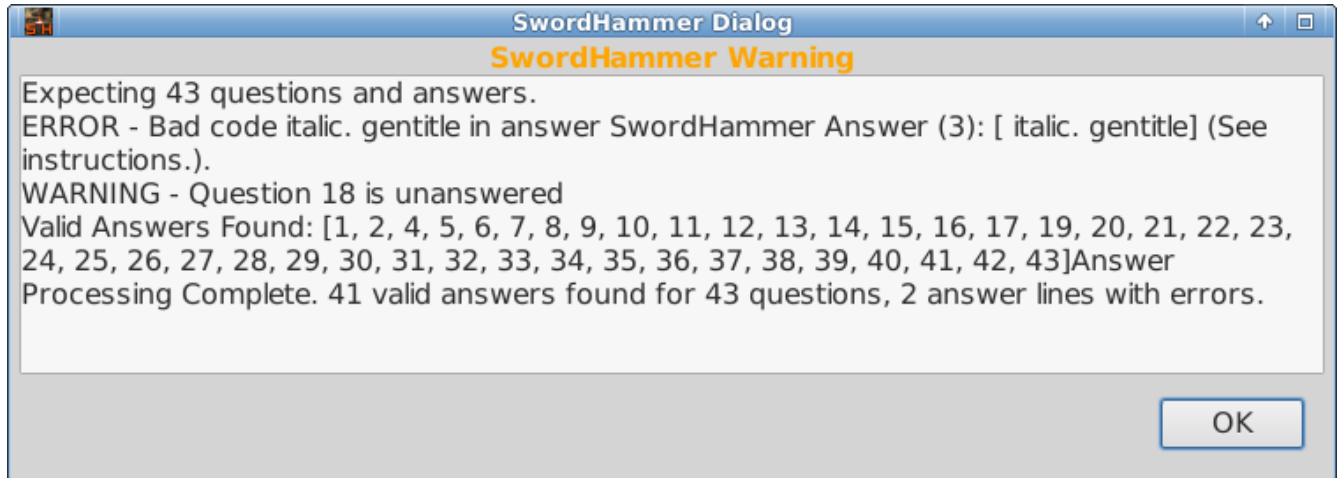 SwordHammer Dialog
SwordHammer Warning
Expecting 43 questions and answers.
ERROR - Bad code italic. gentitle in answer SwordHammer Answer (3): [ italic. gentitle] (See
instructions.).
WARNING - Question 18 is unanswered
Valid Answers Found: [1, 2, 4, 5, 6, 7, 8, 9, 10, 11, 12, 13, 14, 15, 16, 17, 19, 20, 21, 22, 23,
24, 25, 26, 27, 28, 29, 30, 31, 32, 33, 34, 35, 36, 37, 38, 39, 40, 41, 42, 43]Answer
Processing Complete. 41 valid answers found for 43 questions, 2 answer lines with errors.
OK